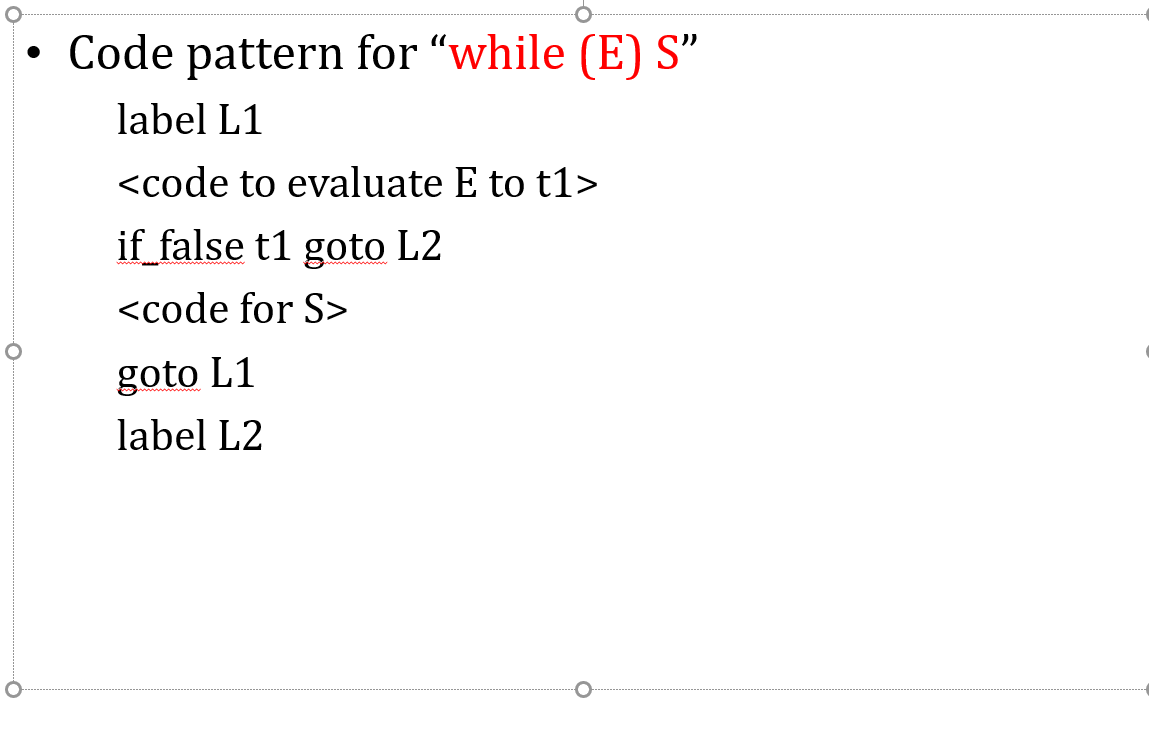 • Code pattern for “while (E) S”
label L1
<code to evaluate E to t1>
if_false t1 goto L2
<code for S>
goto L1
label L2